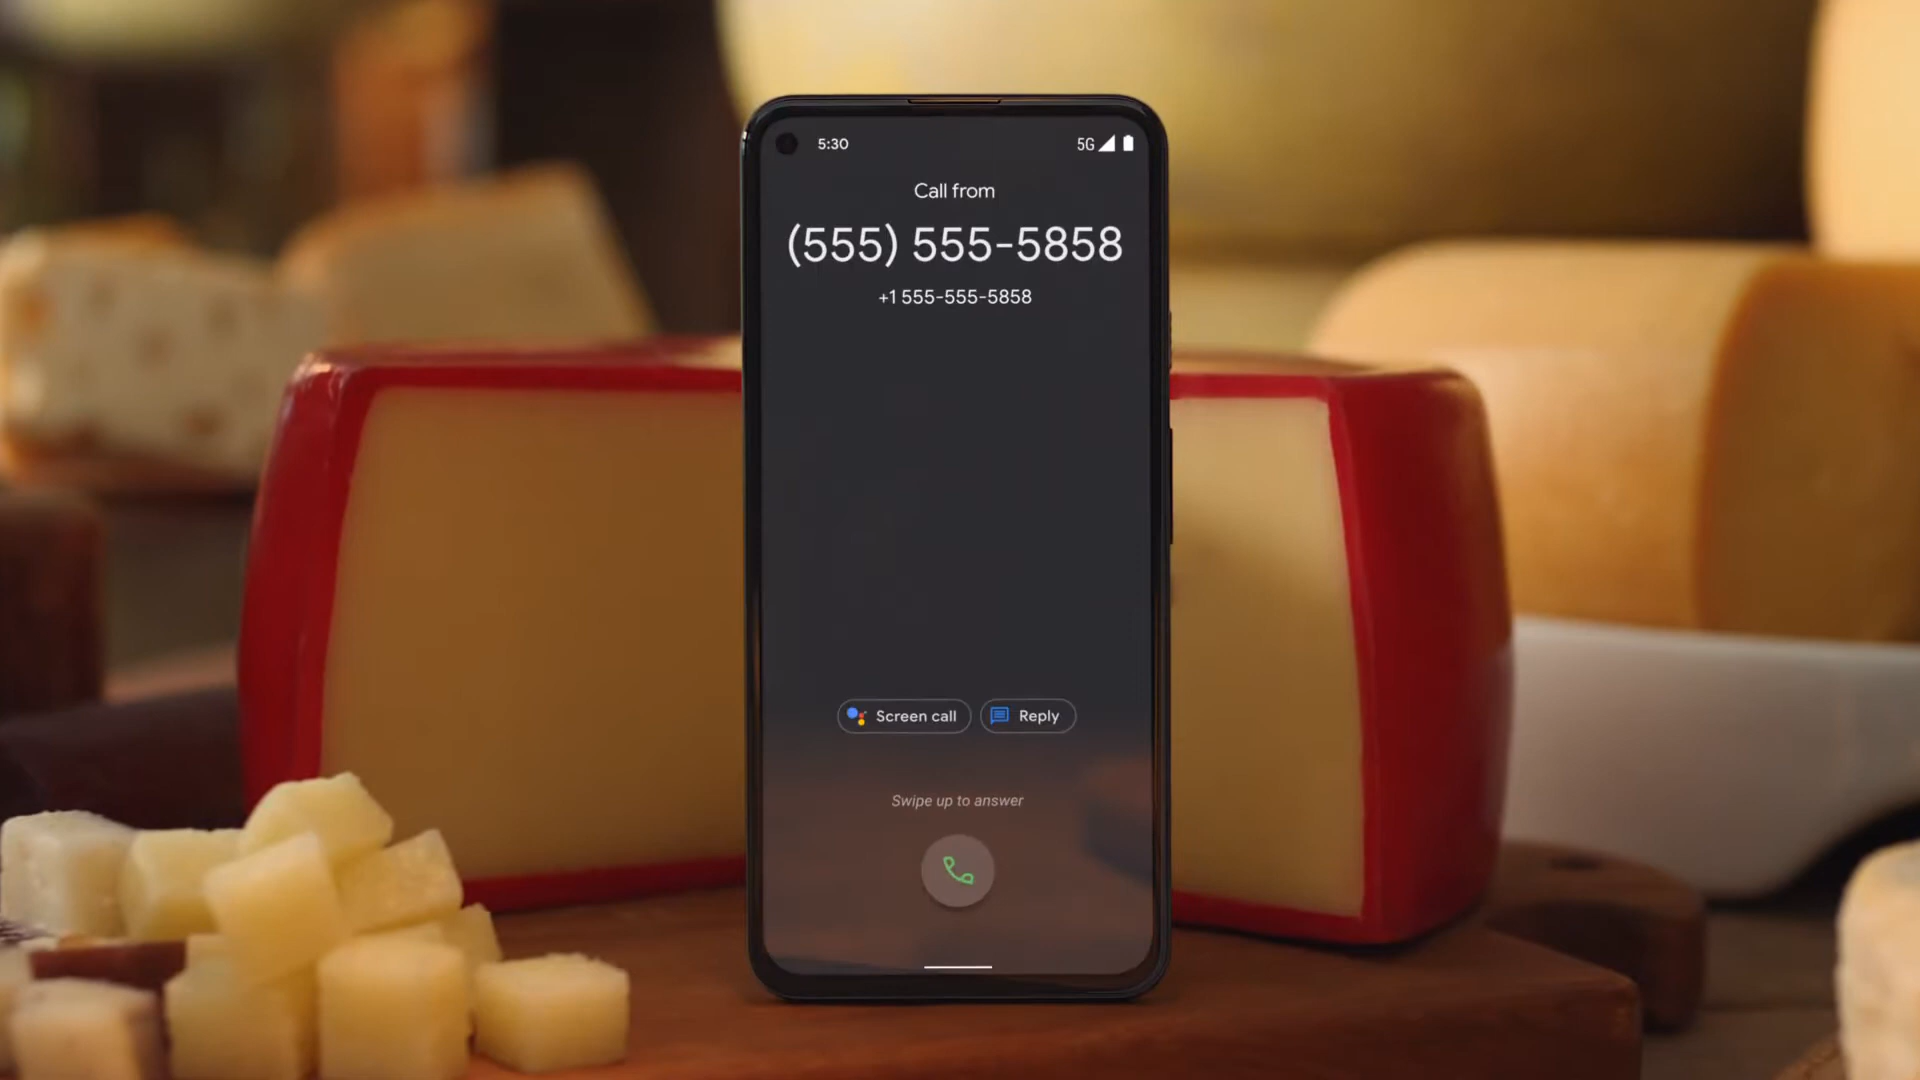 5:30
5G
Call from
(555) 555-5858
+1 555-555-5858
Screen call
Reply
Swipe up to answer